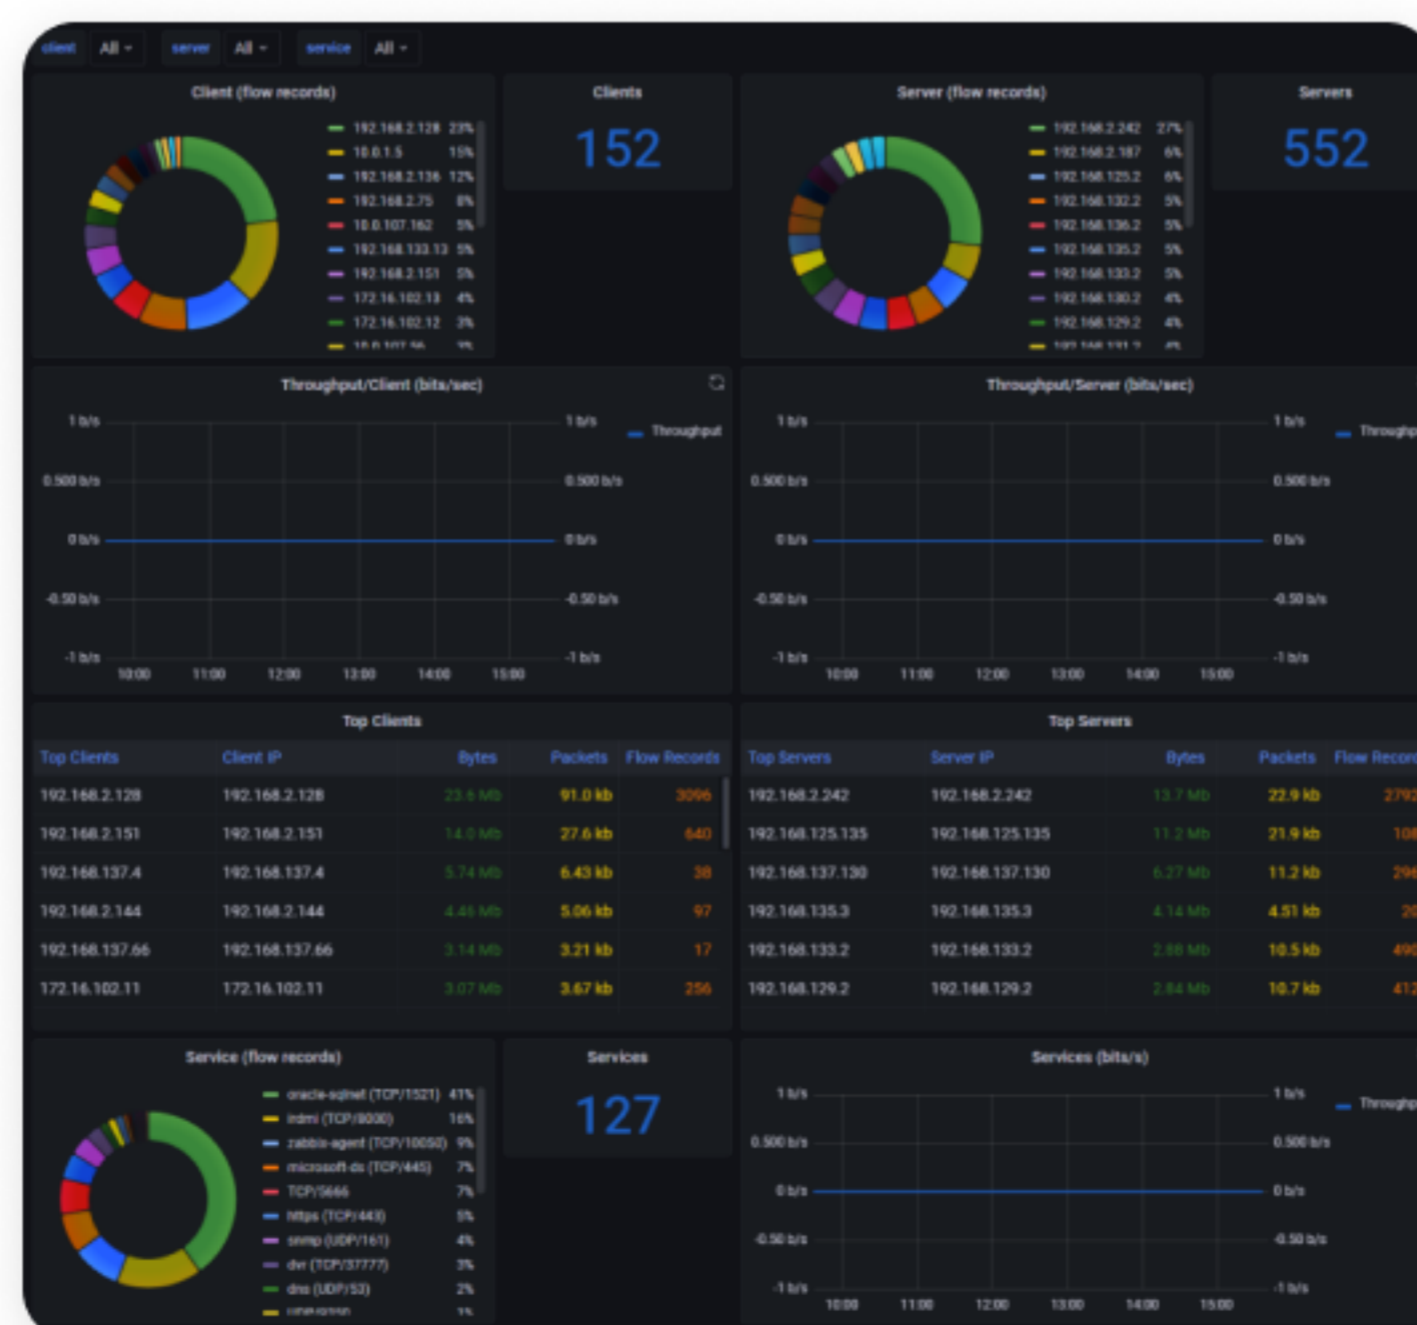 client All server All service All
Client (flow records)
192.168.2.128 23%
10.0.1.5 15%
192.168.2.136 12%
192.168.2.75 8%
10.0.107.162 5%
192.168.133.13 5%
192.168.2.151 5%
172.16.102.13 4%
172.16.102.12 3%
10.0.107.56 3%
Clients
152
Server (flow records)
192.168.2.242 27%
192.168.2.187 6%
192.168.125.2 6%
192.168.132.2 5%
192.168.136.2 5%
192.168.135.2 5%
192.168.133.2 5%
192.168.130.2 4%
192.168.129.2 4%
192.168.131.2 4%
Servers
552
Throughput/Client (bits/sec)
1 b/s 1 b/s
0.500 b/s 0.500 b/s
0 b/s 0 b/s
-0.50 b/s -0.50 b/s
-1 b/s -1 b/s
10:00 11:00 12:00 13:00 14:00 15:00
Throughput
Throughput/Server (bits/sec)
1 b/s 1 b/s
0.500 b/s 0.500 b/s
0 b/s 0 b/s
-0.50 b/s -0.50 b/s
-1 b/s -1 b/s
10:00 11:00 12:00 13:00 14:00 15:00
Throughp
Top Clients
Top Clients Client IP Bytes Packets Flow Records
192.168.2.128 192.168.2.128 23.6 Mb 91.0 kb 3096
192.168.2.151 192.168.2.151 14.0 Mb 27.6 kb 640
192.168.137.4 192.168.137.4 5.74 Mb 6.43 kb 38
192.168.2.144 192.168.2.144 4.46 Mb 5.06 kb 97
192.168.137.66 192.168.137.66 3.14 Mb 3.21 kb 17
172.16.102.11 172.16.102.11 3.07 Mb 3.67 kb 256
Top Servers
Top Servers Server IP Bytes Packets Flow Record
192.168.2.242 192.168.2.242 13.7 Mb 22.9 kb 2792
192.168.125.135 192.168.125.135 11.2 Mb 21.9 kb 108
192.168.137.130 192.168.137.130 6.27 Mb 11.2 kb 296
192.168.135.3 192.168.135.3 4.14 Mb 4.51 kb 20
192.168.133.2 192.168.133.2 2.88 Mb 10.5 kb 490
192.168.129.2 192.168.129.2 2.84 Mb 10.7 kb 412
Service (flow records)
oracle-sqlnet (TCP/1521) 41%
irdmi (TCP/8000) 16%
zabbix-agent (TCP/10050) 9%
microsoft-ds (TCP/445) 7%
TCP/5666 7%
https (TCP/443) 5%
snmp (UDP/161) 4%
dvr (TCP/37777) 3%
dns (UDP/53) 2%
Services
127
Services (bits/s)
1 b/s 1 b/s
0.500 b/s 0.500 b/s
0 b/s 0 b/s
-0.50 b/s -0.50 b/s
-1 b/s -1 b/s
10:00 11:00 12:00 13:00 14:00 15:00
Throughp